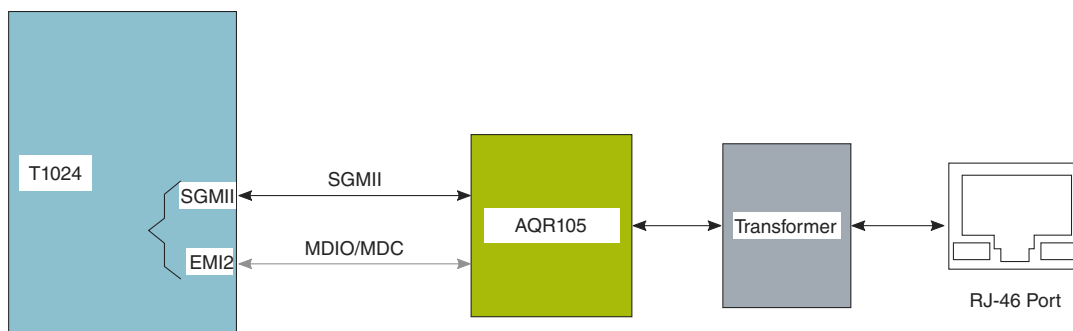 T1024
SGMII
EMI2
SGMII
MDIO/MDC
AQR105
Transformer
RJ-46 Port